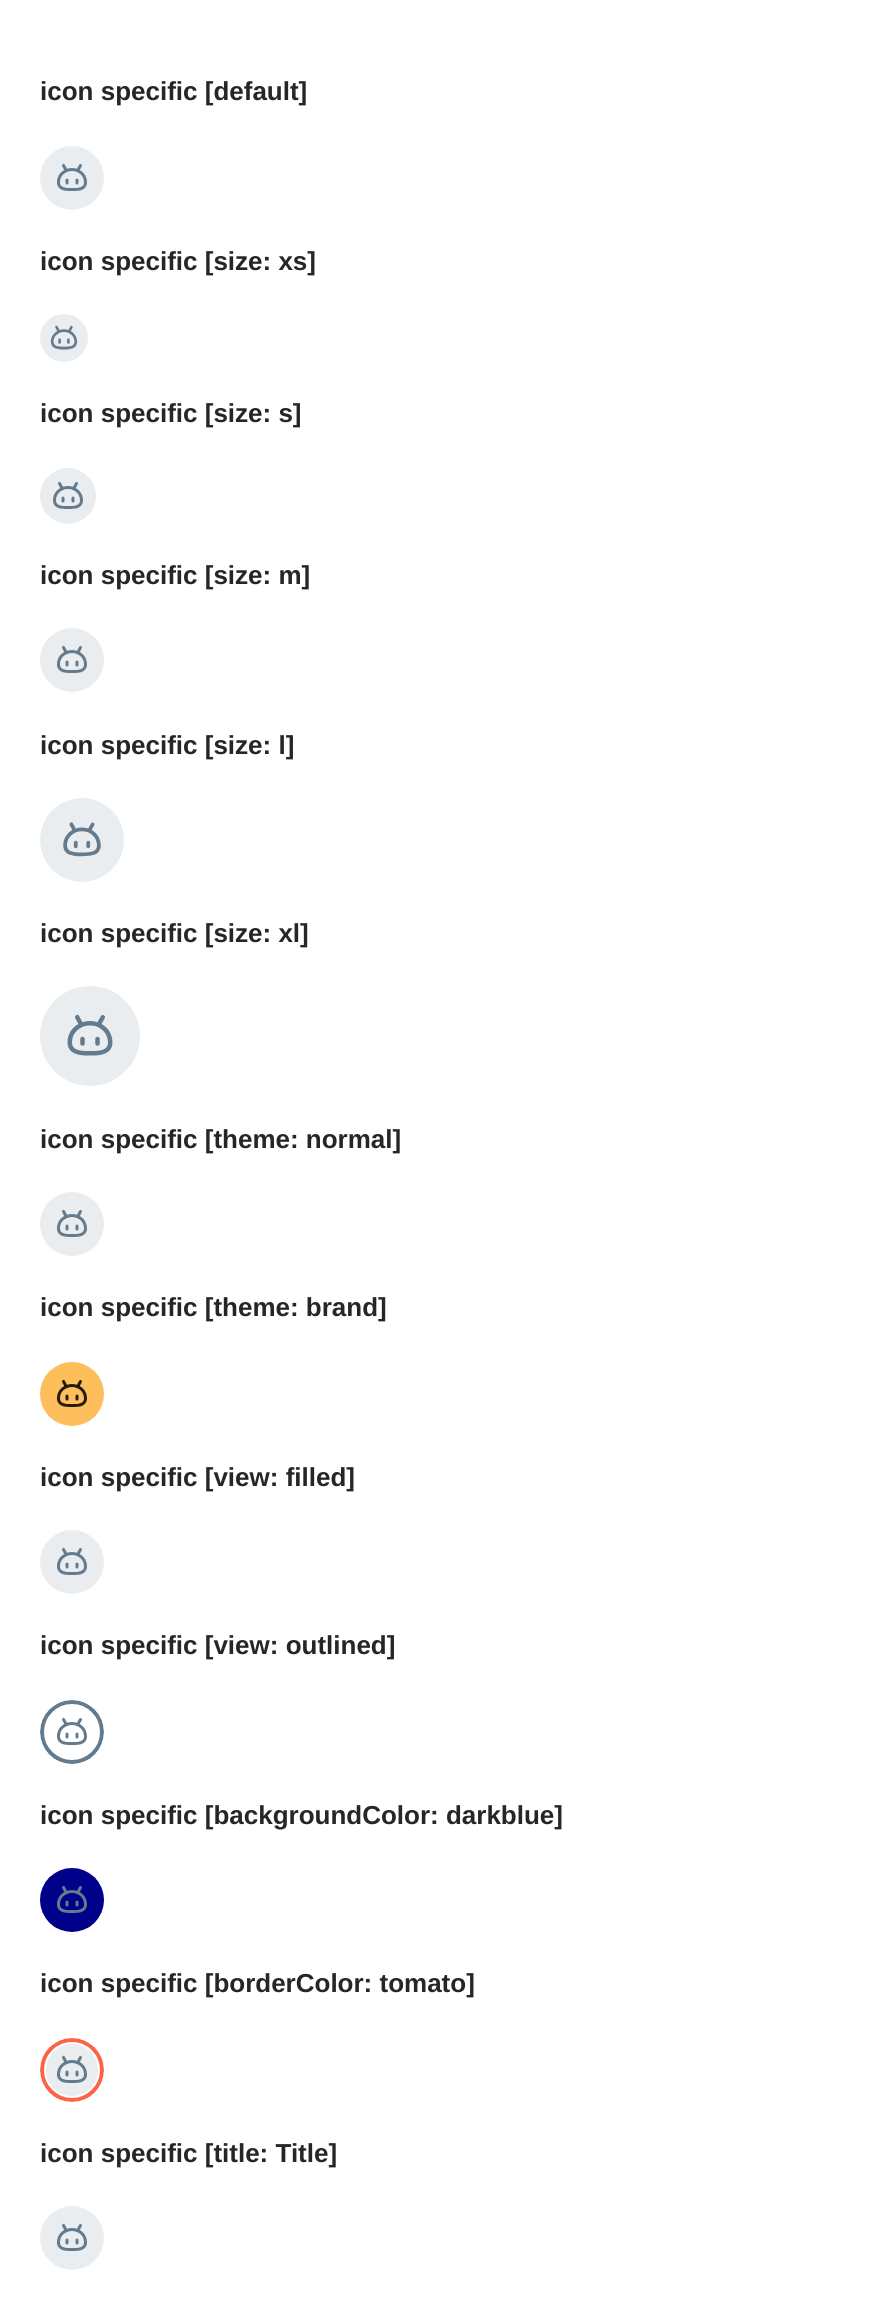 icon specific [default]
icon specific [size: xs]
icon specific [size: s]
icon specific [size: m]
icon specific [size: l]
icon specific [size: xl]
icon specific [theme: normal]
icon specific [theme: brand]
icon specific [view: filled]
icon specific [view: outlined]
icon specific [backgroundColor: darkblue]
icon specific [borderColor: tomato]
icon specific [title: Title]